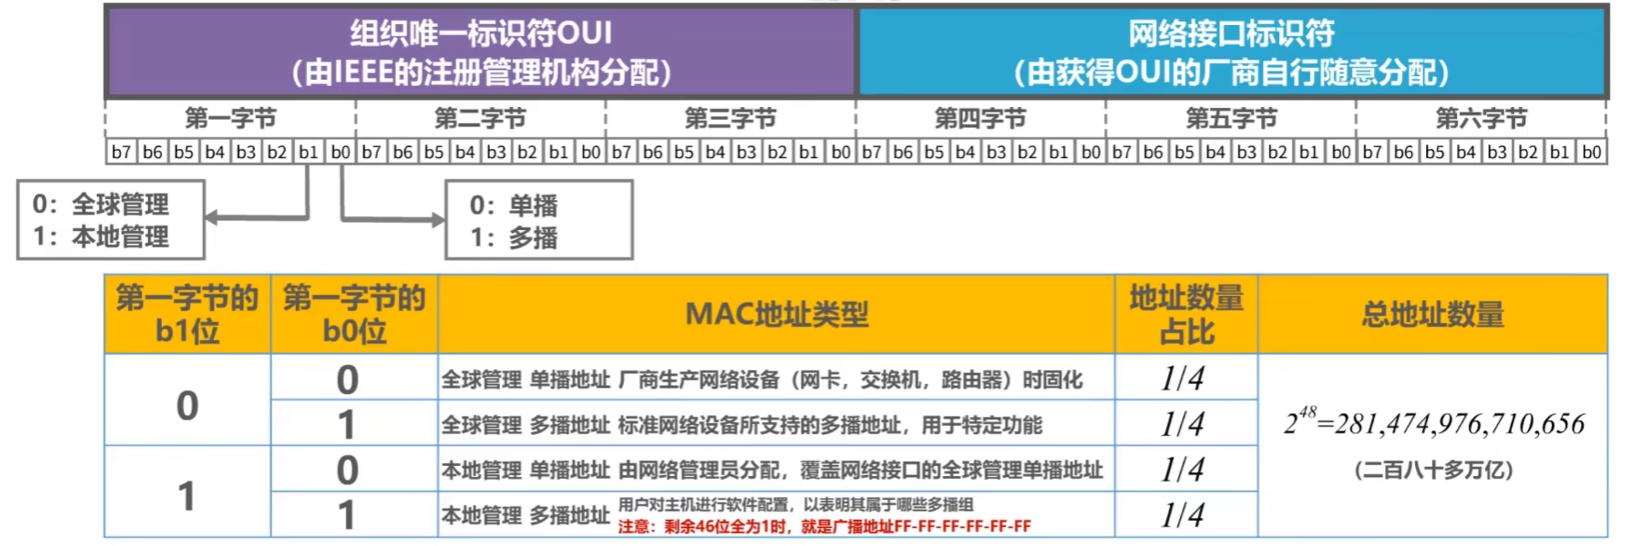 组织唯一标识符OUI
（由IEEE的注册管理机构分配）
网络接口标识符
（由获得OUI的厂商自行随意分配）
第一字节 第二字节 第三字节 第四字节 第五字节 第六字节
b7 b6 b5 b4 b3 b2 b1 b0 b7 b6 b5 b4 b3 b2 b1 b0 b7 b6 b5 b4 b3 b2 b1 b0 b7 b6 b5 b4 b3 b2 b1 b0 b7 b6 b5 b4 b3 b2 b1 b0 b7 b6 b5 b4 b3 b2 b1 b0
0：全球管理
1：本地管理
0：单播
1：多播
第一字节的
b1位
第一字节的
b0位
MAC地址类型
地址数量
占比
总地址数量
0
0
全球管理 单播地址 厂商生产网络设备（网卡，交换机，路由器）时固化
1/4
1
全球管理 多播地址 标准网络设备所支持的多播地址，用于特定功能
1/4
1
0
本地管理 单播地址 由网络管理员分配，覆盖网络接口的全球管理单播地址
1/4
1
本地管理 多播地址
用户对主机进行软件配置，以表明其属于哪些多播组
注意：剩余46位全为1时，就是广播地址FF-FF-FF-FF-FF-FF
1/4
2^48=281,474,976,710,656
（二百八十多万亿）